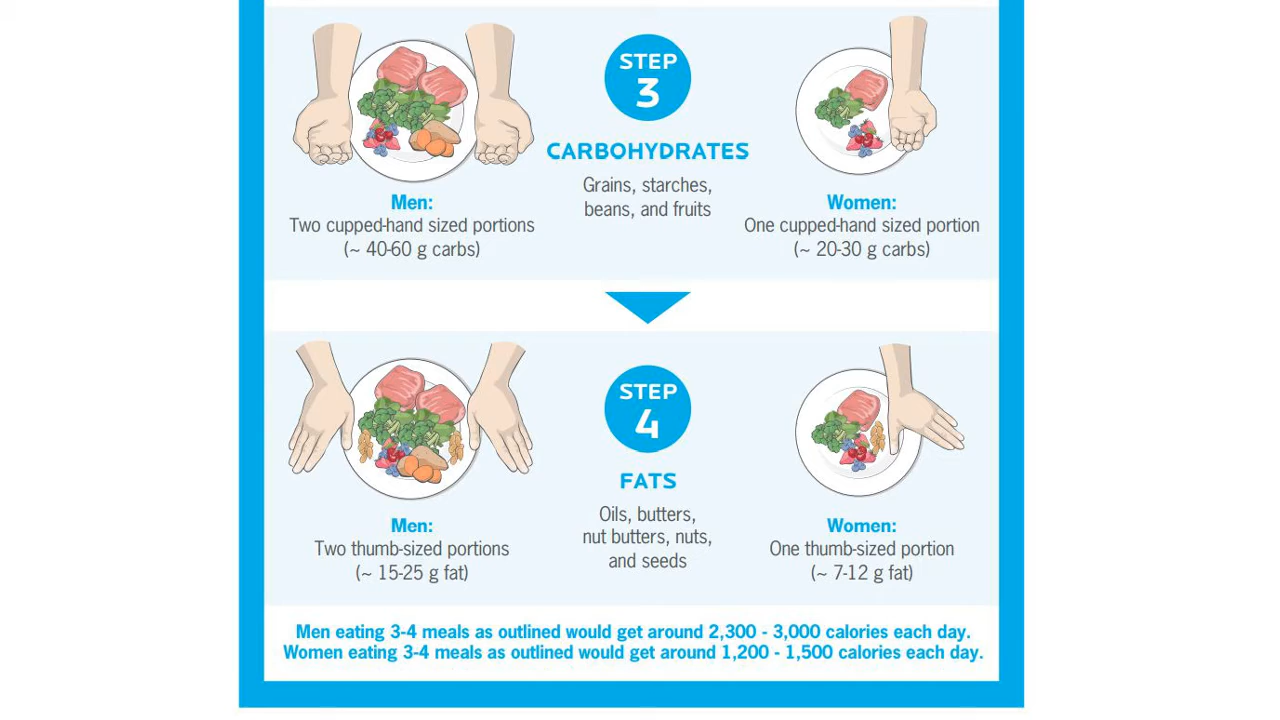 STEP
3
CARBOHYDRATES
Grains, starches,
beans, and fruits
Men:
Two cupped-hand sized portions
(~ 40-60 g carbs)
Women:
One cupped-hand sized portion
(~ 20-30 g carbs)
STEP
4
FATS
Oils, butters,
nut butters, nuts,
and seeds
Men:
Two thumb-sized portions
(~ 15-25 g fat)
Women:
One thumb-sized portion
(~ 7-12 g fat)
Men eating 3-4 meals as outlined would get around 2,300 - 3,000 calories each day.
Women eating 3-4 meals as outlined would get around 1,200 - 1,500 calories each day.